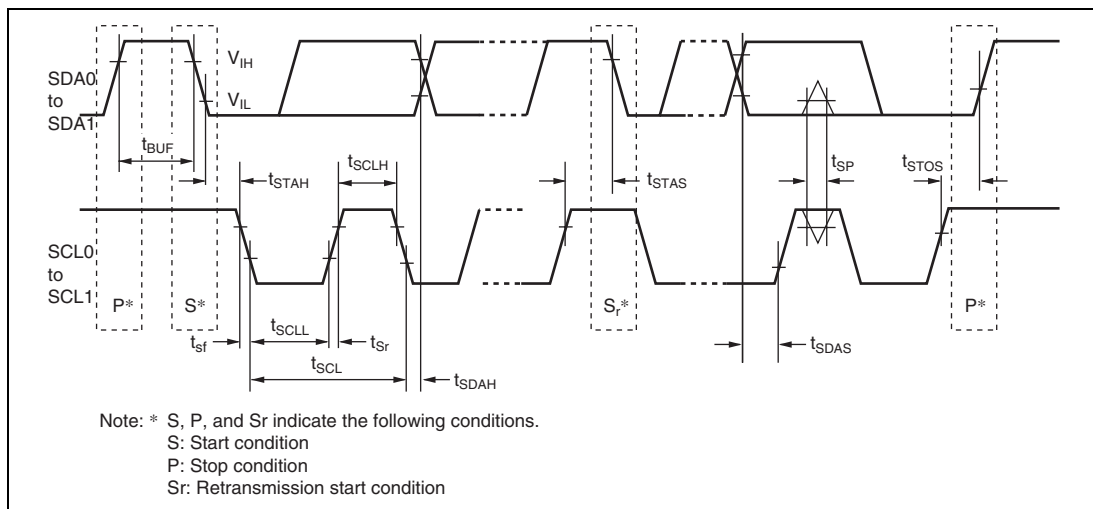 SDA0
to
SDA1
V_IH
V_IL
t_BUF
t_STAH
t_SCLH
t_STAS
t_SP
t_STOS
SCL0
to
SCL1
P*
S*
S_r*
P*
t_sf
t_SCLL
t_Sr
t_SCL
t_SDAH
t_SDAS
Note: * S, P, and Sr indicate the following conditions.
S: Start condition
P: Stop condition
Sr: Retransmission start condition